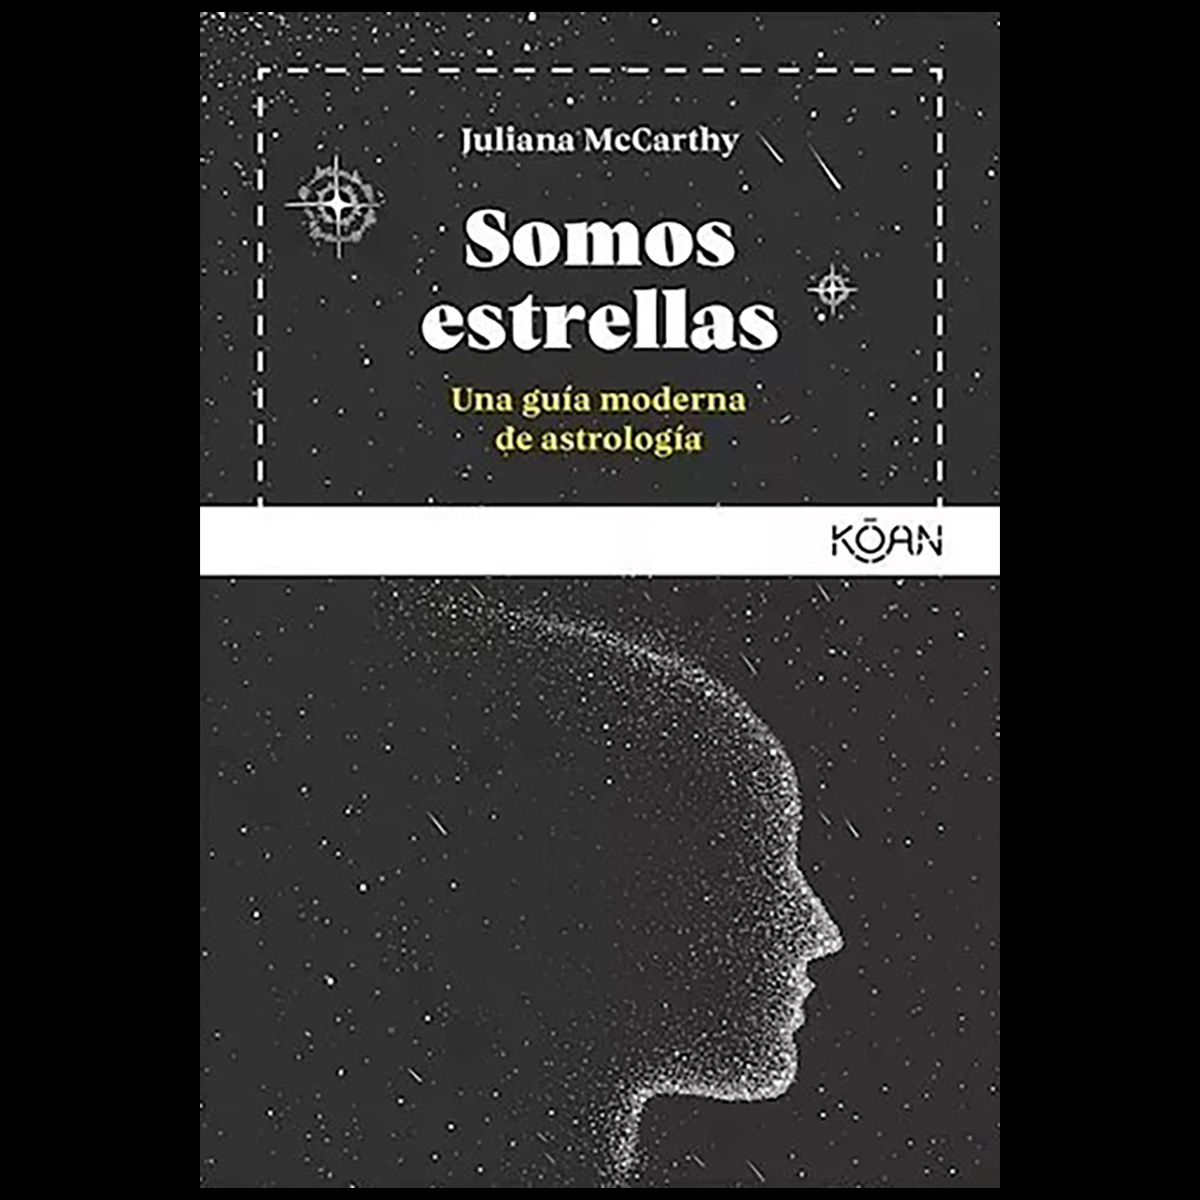 Juliana McCarthy
Somos
estrellas
Una guía moderna
de astrología
KŌAN